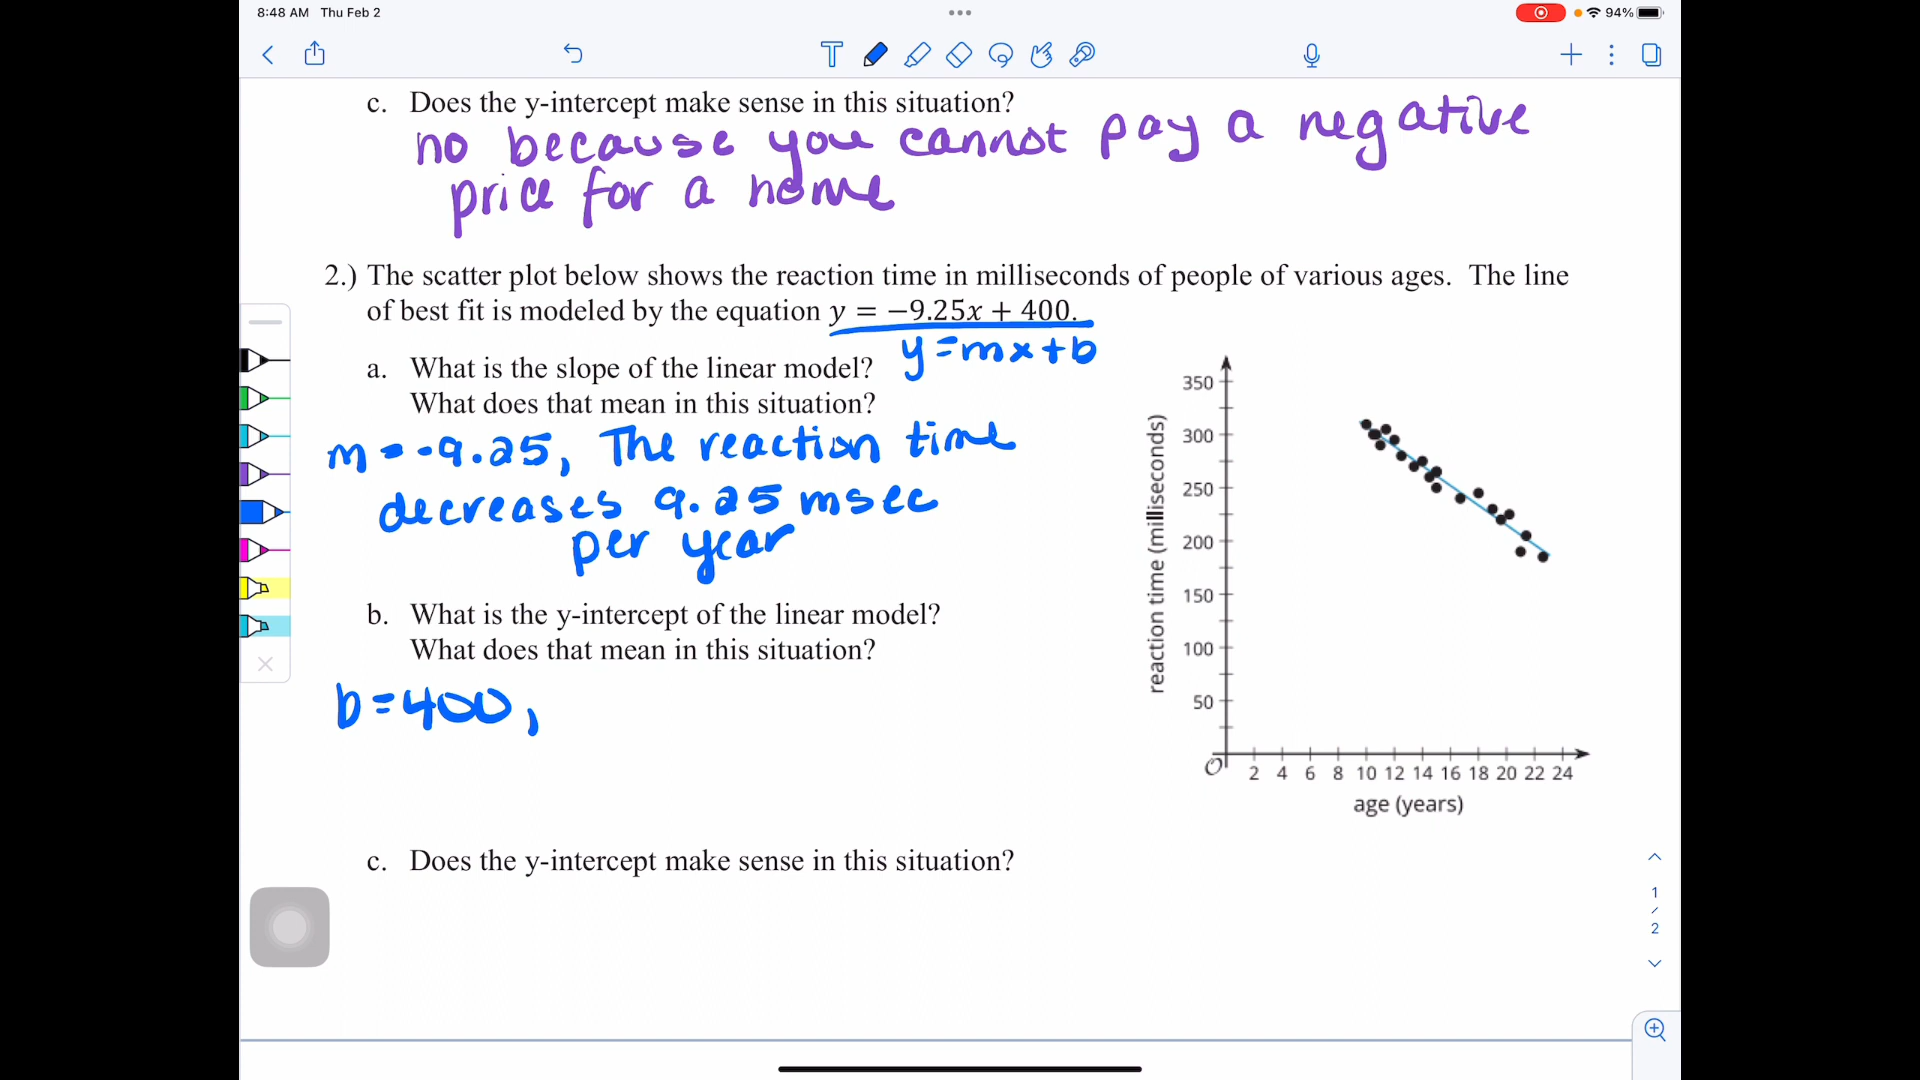 8:48 AM Thu Feb 2
94%
T
c. Does the y-intercept make sense in this situation?
no because you cannot pay a negative
price for a home
2.) The scatter plot below shows the reaction time in milliseconds of people of various ages. The line
of best fit is modeled by the equation y = −9.25x + 400.
y=mx+b
a. What is the slope of the linear model?
What does that mean in this situation?
m = -9.25, The reaction time
decreases 9.25 msec
per year
b. What is the y-intercept of the linear model?
What does that mean in this situation?
b=400,
c. Does the y-intercept make sense in this situation?
reaction time (milliseconds)
350
300
250
200
150
100
50
O
2 4 6 8 10 12 14 16 18 20 22 24
age (years)
1
/
2